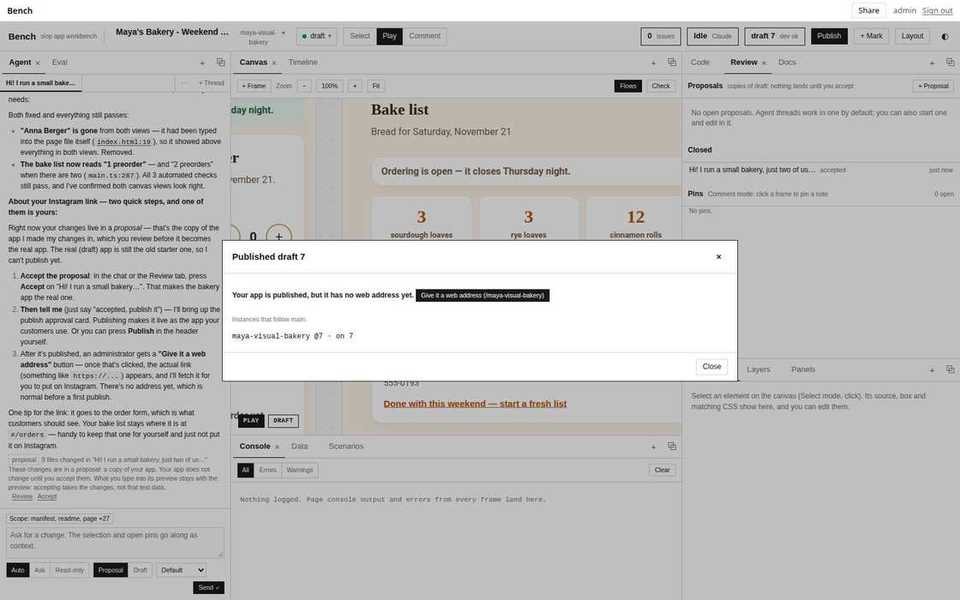 Bench
Share admin Sign out
Bench slop app workbench
Maya's Bakery - Weekend ...
maya-visual-bakery
draft
Select Play Comment
0 issues
Idle Claude
draft 7 dev ok
Publish + Mark Layout
Agent × Eval
Hi! I run a small bake... ... + Thread
needs:
Both fixed and everything still passes:
"Anna Berger" is gone from both views — it had been typed
into the page file itself ( index.html:19 ), so it showed above
everything in both views. Removed.
The bake list now reads "1 preorder" — and "2 preorders"
when there are two ( main.ts:267 ). All 3 automated checks
still pass, and I've confirmed both canvas views look right.
About your Instagram link — two quick steps, and one of
them is yours:
Right now your changes live in a proposal — that's the copy of the
app I made my changes in, which you review before it becomes
the real app. The real (draft) app is still the old starter one, so I
can't publish yet.
1. Accept the proposal: in the chat or the Review tab, press
Accept on "Hi! I run a small bakery...". That makes the bakery
app the real one.
2. Then tell me (just say "accepted, publish it") — I'll bring up the
publish approval card. Publishing makes it live as the app your
customers use. Or you can press Publish in the header
yourself.
3. After it's published, an administrator gets a "Give it a web
address" button — once that's clicked, the actual link
(something like https://... ) appears, and I'll fetch it for
you to put on Instagram. There's no address yet, which is
normal before a first publish.
One tip for the link: it goes to the order form, which is what
customers should see. Your bake list stays where it is at
#/orders — handy to keep that one for yourself and just not put
it on Instagram.
proposal 9 files changed in "Hi! I run a small bakery, just two of us..."
These changes are in a proposal: a copy of your app. Your app does not
change until you accept them. What you type into its preview stays with the
preview: accepting takes the changes, not that test data.
Review Accept
Scope: manifest, readme, page +27
Ask for a change. The selection and open pins go along as
context.
Auto Ask Read-only Proposal Draft Default
Send
Canvas × Timeline
+ Frame Zoom − 100% + Fit Flows Check
day night.
er
vember 21.
0 +
Bake list
Bread for Saturday, November 21
Ordering is open — it closes Thursday night.
3 3 12
sourdough loaves rye loaves cinnamon rolls
555-0193
Done with this weekend — start a fresh list
PLAY DRAFT
Published draft 7 ×
Your app is published, but it has no web address yet. Give it a web address (/maya-visual-bakery)
Instances that follow main:
maya-visual-bakery @7 - on 7
Close
Console × Data Scenarios
All Errors Warnings Clear
Nothing logged. Page console output and errors from every frame land here.
Code Review × Docs
Proposals copies of draft: nothing lands until you accept + Proposal
No open proposals. Agent threads work in one by default; you can also start
one and edit in it.
Closed
Hi! I run a small bakery, just two of us... accepted just now
Pins Comment mode: click a frame to pin a note 0 open
No pins.
Layers Panels
Select an element on the canvas (Select mode, click). Its source, box and
matching CSS show here, and you can edit them.